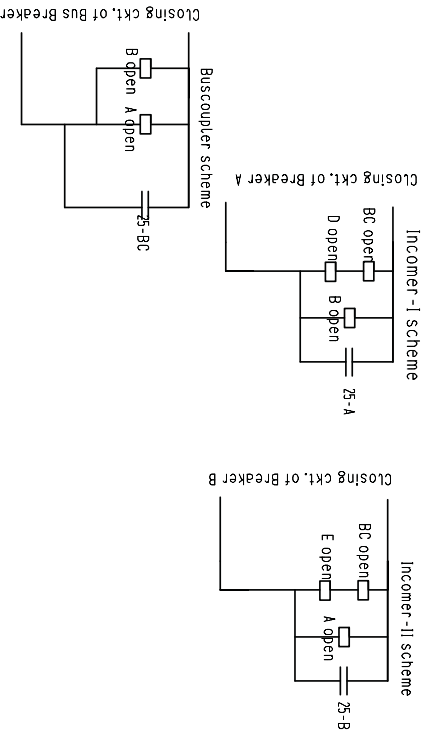 Closing ckt. of Bus Breaker
Buscoupler scheme
B open
A open
25-BC
Closing ckt. of Breaker A
Incomer-I scheme
BC open
D open
B open
25-A
Closing ckt. of Breaker B
Incomer-II scheme
BC open
E open
A open
25-B